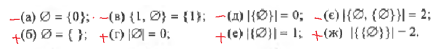 −(а) ∅ = {0}; −(в) {1, ∅} = {1}; −(д) |{∅}| = 0; −(є) |{∅, {∅}}| = 2;
+(б) ∅ = { }; +(г) |∅| = 0; +(е) |{∅}| = 1; +(ж) |{{∅}}| - 2.